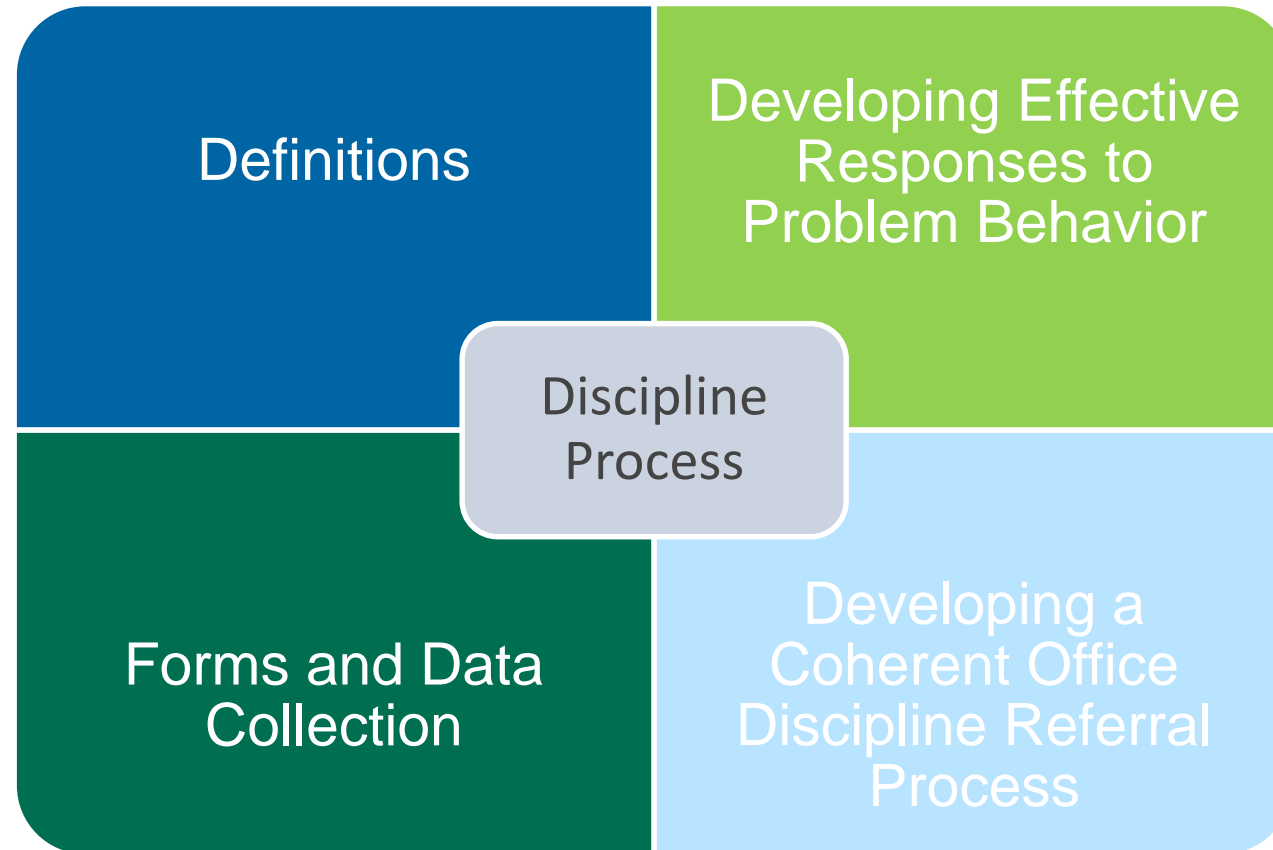 Definitions
Developing Effective
Responses to
Problem Behavior
Discipline
Process
Forms and Data
Collection
Developing a
Coherent Office
Discipline Referral
Process